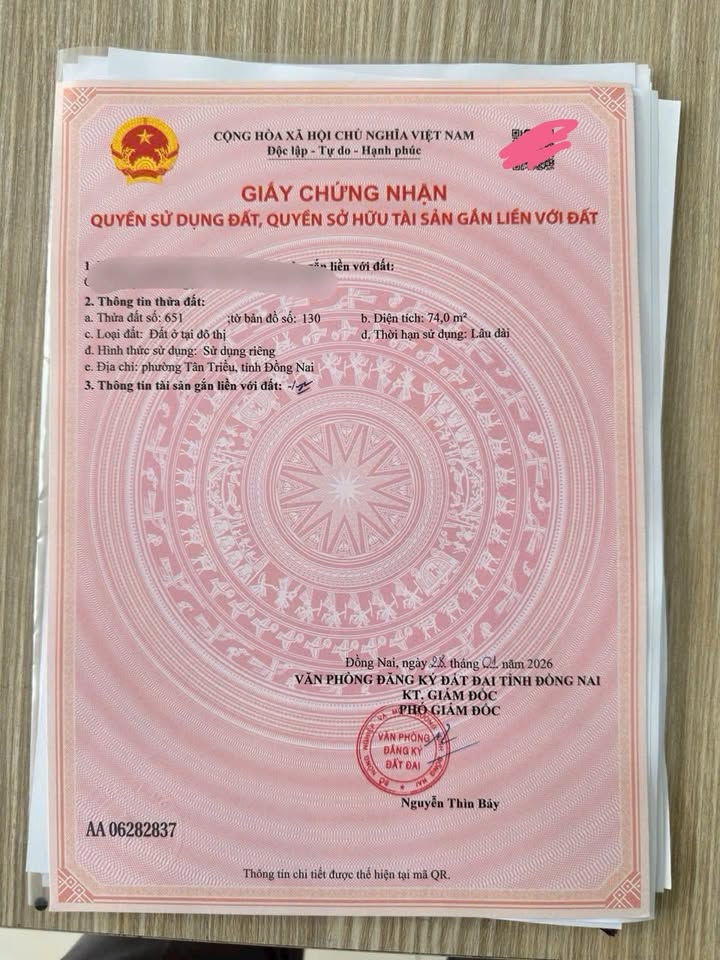 CỘNG HÒA XÃ HỘI CHỦ NGHĨA VIỆT NAM
Độc lập - Tự do - Hạnh phúc
GIẤY CHỨNG NHẬN
QUYỀN SỬ DỤNG ĐẤT, QUYỀN SỞ HỮU TÀI SẢN GẮN LIỀN VỚI ĐẤT
1 gắn liền với đất:
2. Thông tin thửa đất:
a. Thửa đất số: 651 ;tờ bản đồ số: 130 b. Diện tích: 74,0 m²
c. Loại đất: Đất ở tại đô thị d. Thời hạn sử dụng: Lâu dài
đ. Hình thức sử dụng: Sử dụng riêng
e. Địa chỉ: phường Tân Triều, tỉnh Đồng Nai
3. Thông tin tài sản gắn liền với đất: -/-
Đồng Nai, ngày 28 tháng 01 năm 2026
VĂN PHÒNG ĐĂNG KÝ ĐẤT ĐAI TỈNH ĐỒNG NAI
KT. GIÁM ĐỐC
PHÓ GIÁM ĐỐC
VĂN PHÒNG
ĐĂNG KÝ
ĐẤT ĐAI
Nguyễn Thìn Bảy
AA 06282837
Thông tin chi tiết được thể hiện tại mã QR.